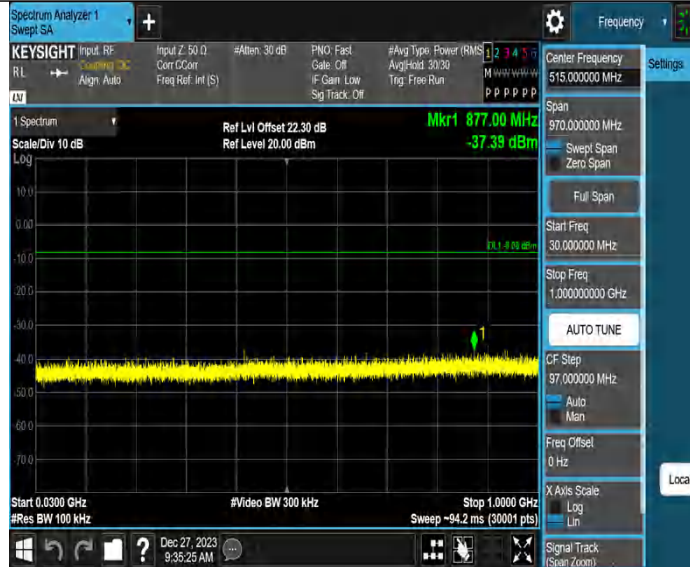 Spectrum Analyzer 1
Swept SA
Frequency
KEYSIGHT
Input: RF
Coupling: DC
Align: Auto
Input Z: 50 Ω
Corr CCorr
Freq Ref: Int (S)
#Atten: 30 dB
PNO: Fast
Gate: Off
IF Gain: Low
Sig Track: Off
#Avg Type: Power (RMS
Avg|Hold: 30/30
Trig: Free Run
1 2 3 4 5 6
M W W W W W
P P P P P P
RL
LXI
Center Frequency
515.000000 MHz
Settings
Span
970.000000 MHz
Swept Span
Zero Span
Full Span
Start Freq
30.000000 MHz
Stop Freq
1.000000000 GHz
AUTO TUNE
CF Step
97.000000 MHz
Auto
Man
Freq Offset
0 Hz
X Axis Scale
Log
Lin
Signal Track
(Span Zoom)
Loca
1 Spectrum
Scale/Div 10 dB
Log
Ref Lvl Offset 22.30 dB
Ref Level 20.00 dBm
Mkr1 877.00 MHz
-37.39 dBm
10.0
0.00
-10.0
-20.0
-30.0
-40.0
-50.0
-60.0
-70.0
1
Start 0.0300 GHz
#Res BW 100 kHz
#Video BW 300 kHz
Stop 1.0000 GHz
Sweep ~94.2 ms (30001 pts)
?
Dec 27, 2023
9:35:25 AM